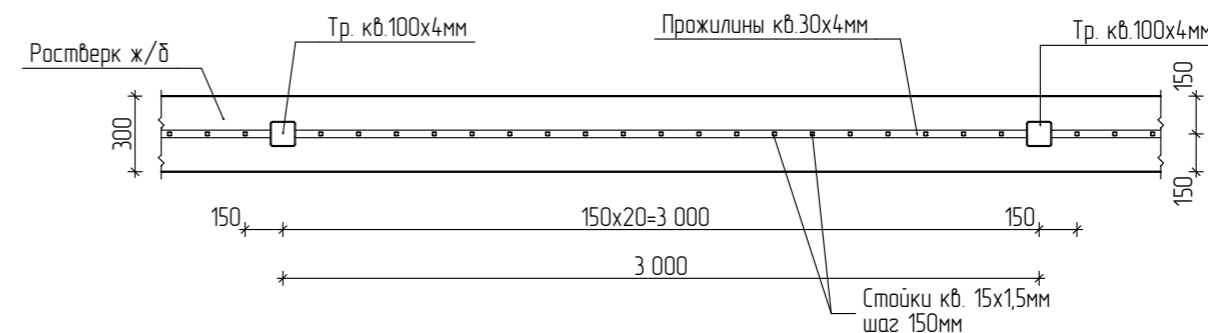 Тр. кв.100х4мм
Прожилины кв.30х4мм
Тр. кв.100х4мм
Ростверк ж/б
300
150
150
150
150х20=3 000
150
3 000
Стойки кв. 15х1,5мм
шаг 150мм